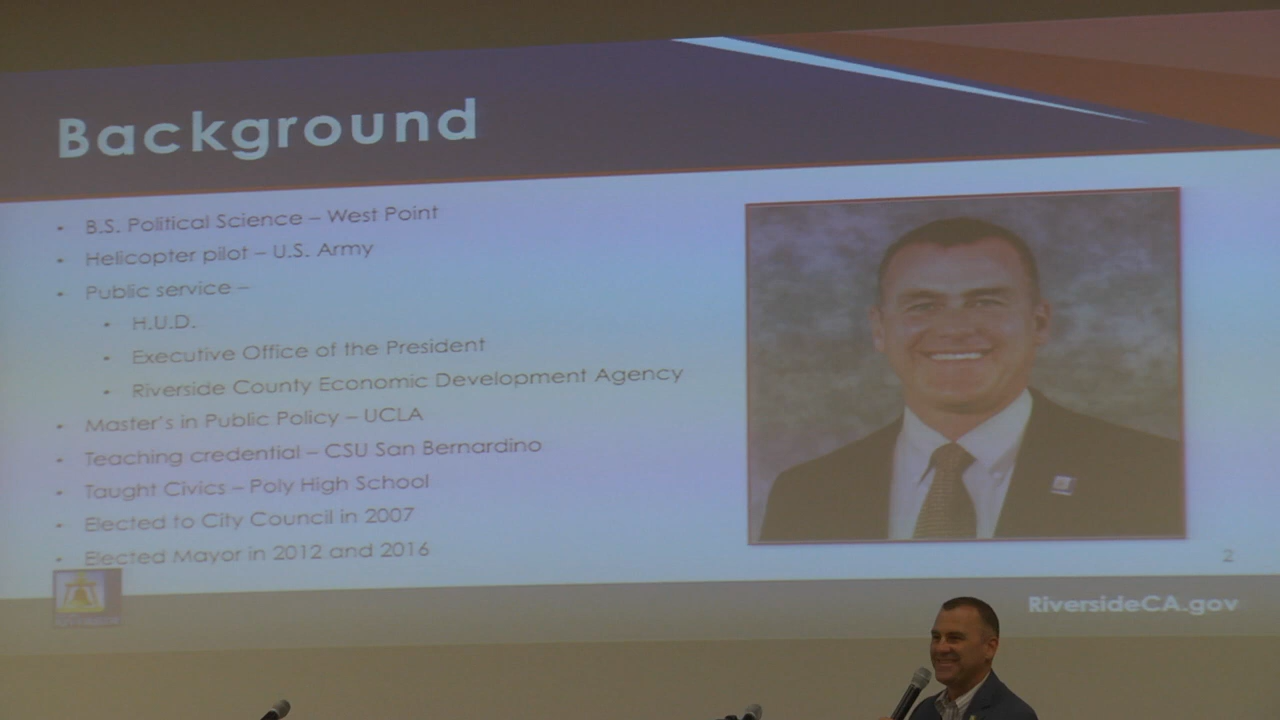 Background
• B.S. Political Science – West Point
• Helicopter pilot – U.S. Army
• Public service –
• H.U.D.
• Executive Office of the President
• Riverside County Economic Development Agency
• Master's in Public Policy – UCLA
• Teaching credential – CSU San Bernardino
• Taught Civics – Poly High School
• Elected to City Council in 2007
• Elected Mayor in 2012 and 2016
2
RiversideCA.gov